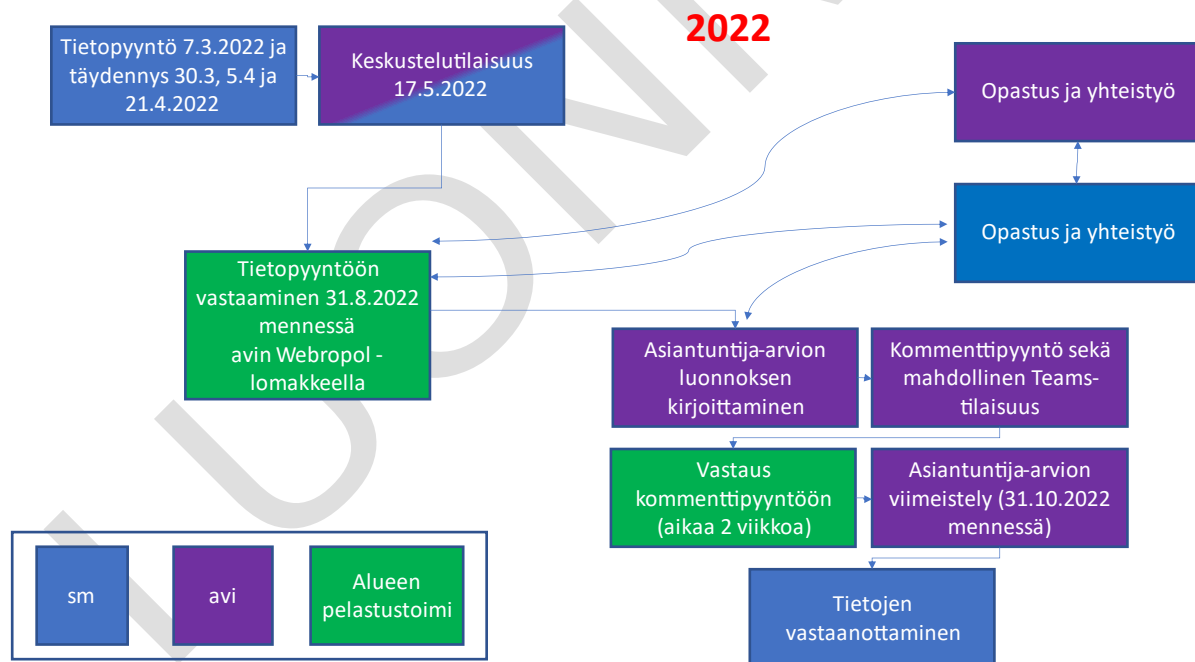 2022
Tietopyyntö 7.3.2022 ja
täydennys 30.3, 5.4 ja
21.4.2022
Keskustelutilaisuus
17.5.2022
Opastus ja yhteistyö
Opastus ja yhteistyö
Tietopyyntöön
vastaaminen 31.8.2022
mennessä
avin Webropol -
lomakkeella
Asiantuntija-arvion
luonnoksen
kirjoittaminen
Kommenttipyyntö sekä
mahdollinen Teams-
tilaisuus
Vastaus
kommenttipyyntöön
(aikaa 2 viikkoa)
Asiantuntija-arvion
viimeistely (31.10.2022
mennessä)
Tietojen
vastaanottaminen
sm
avi
Alueen
pelastustoimi